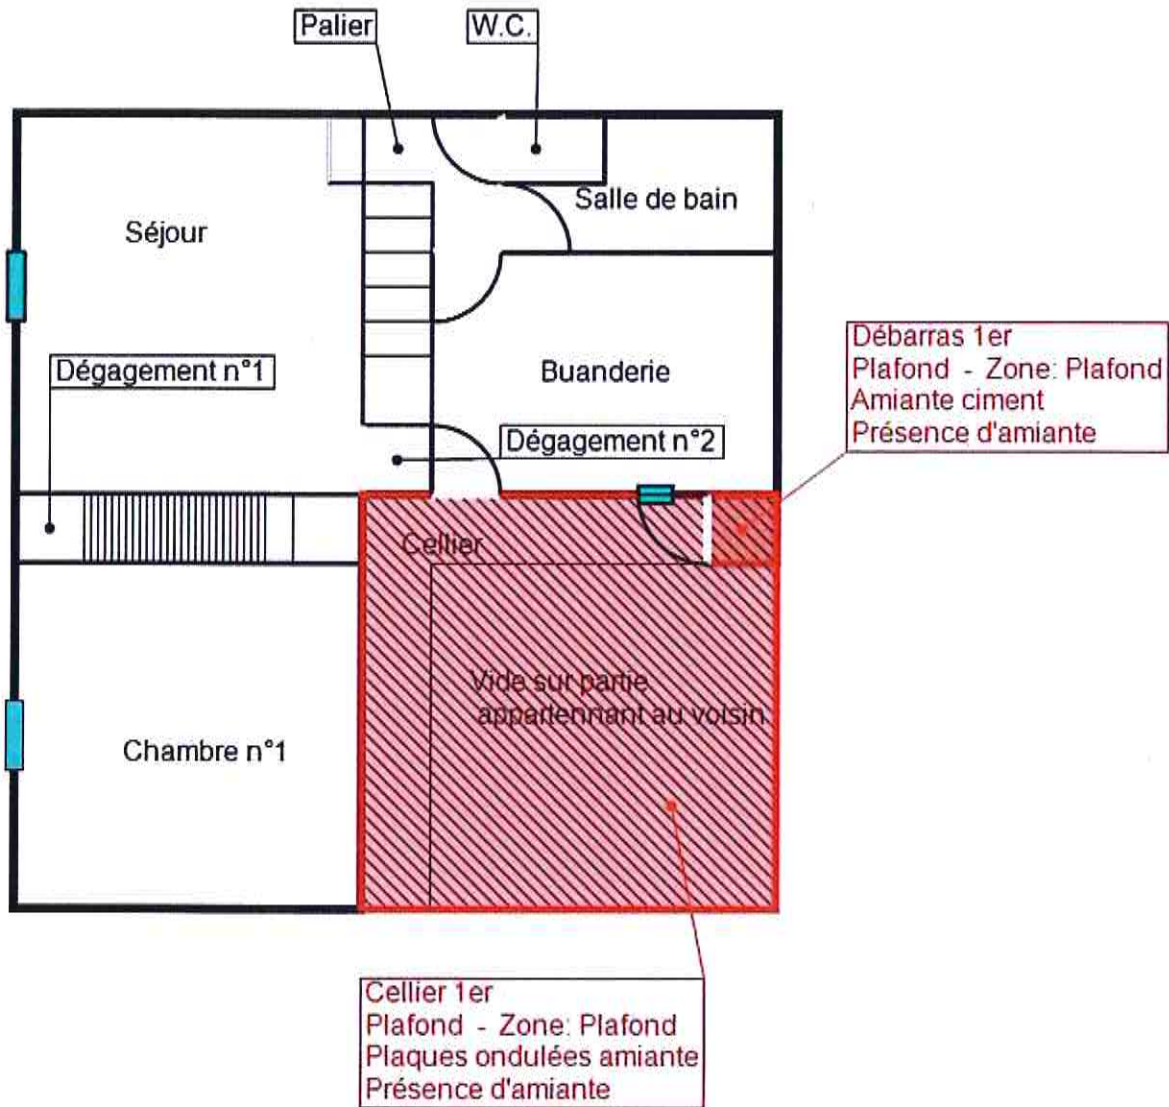 Palier
W.C.
Salle de bain
Séjour
Débarras 1er
Plafond - Zone: Plafond
Amiante ciment
Présence d'amiante
Dégagement n°1
Buanderie
Dégagement n°2
Cellier
Vide sur partie
appartennant au voisin
Chambre n°1
Cellier 1er
Plafond - Zone: Plafond
Plaques ondulées amiante
Présence d'amiante